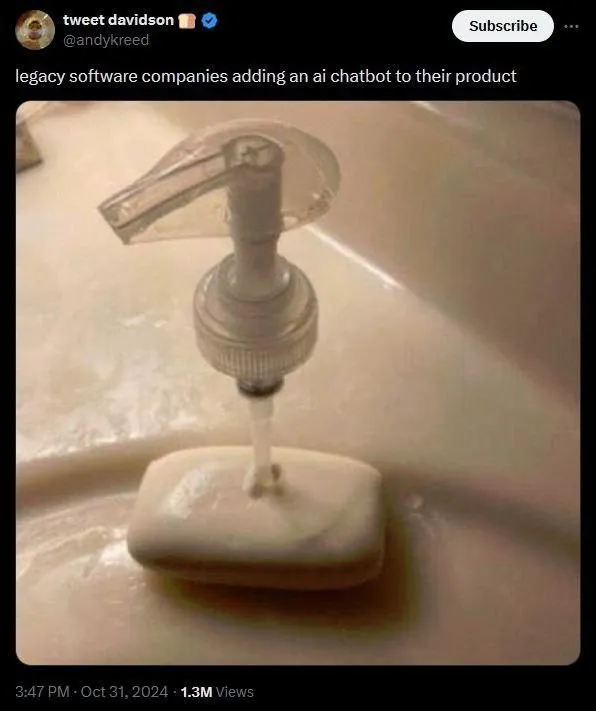 tweet davidson 🍞
@andykreed
Subscribe
legacy software companies adding an ai chatbot to their product
3:47 PM · Oct 31, 2024 · 1.3M Views